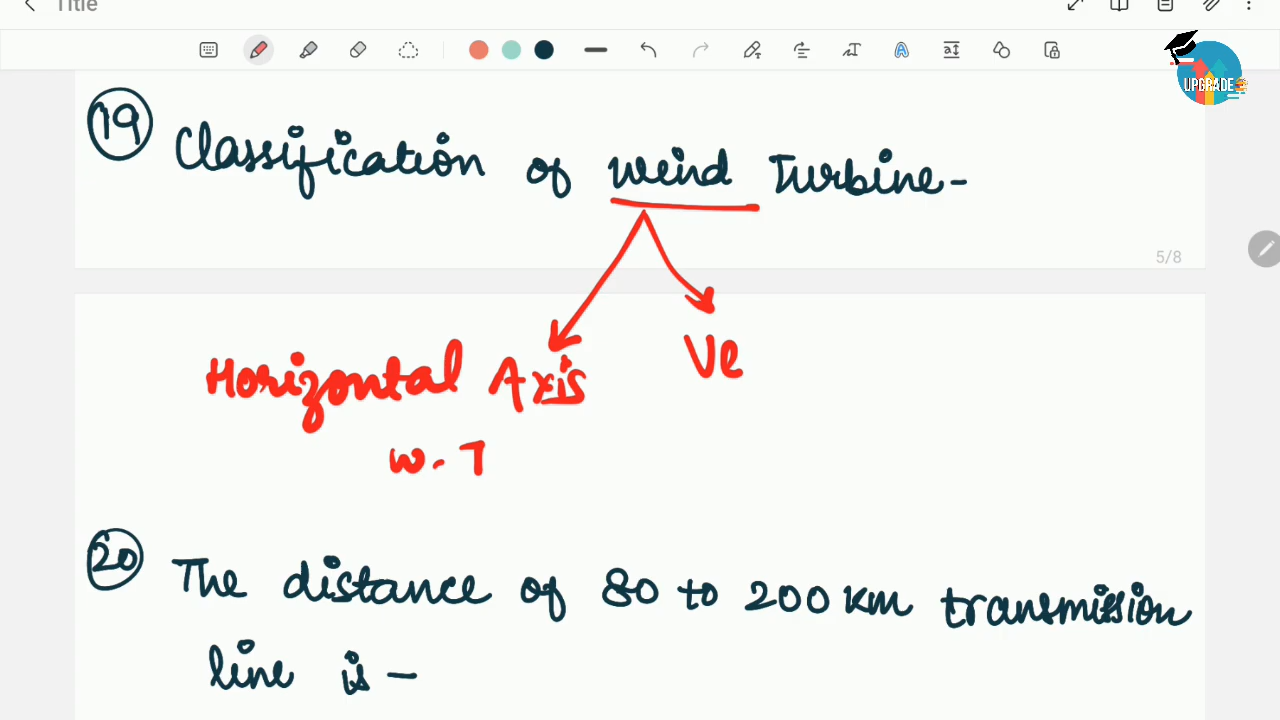 Title
UPGRADE
19 Classification of Weind Turbine-
5/8
Horizontal Axis
Ve
W.T
20 The distance of 80 to 200 km transmission
line is -